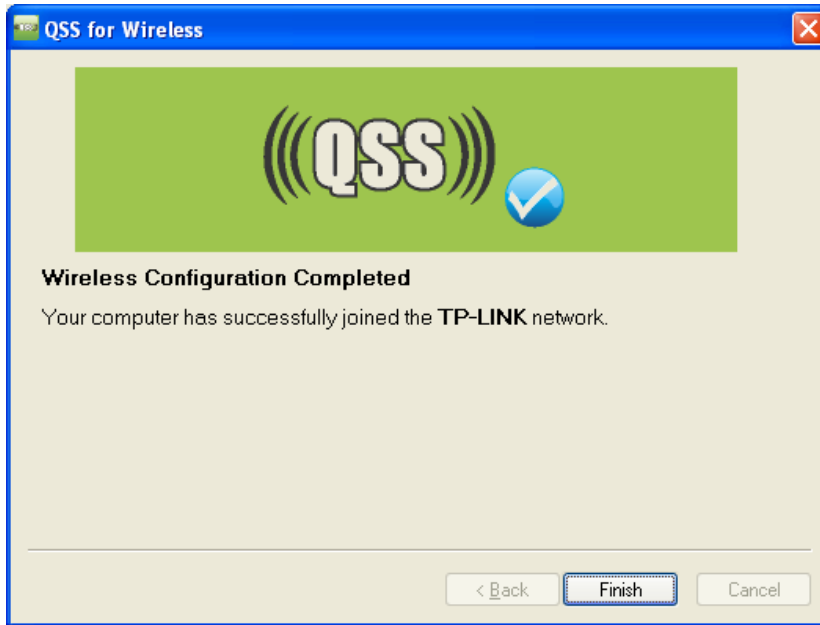 QSS for Wireless
(((QSS)))
Wireless Configuration Completed
Your computer has successfully joined the TP-LINK network.
< Back Finish Cancel